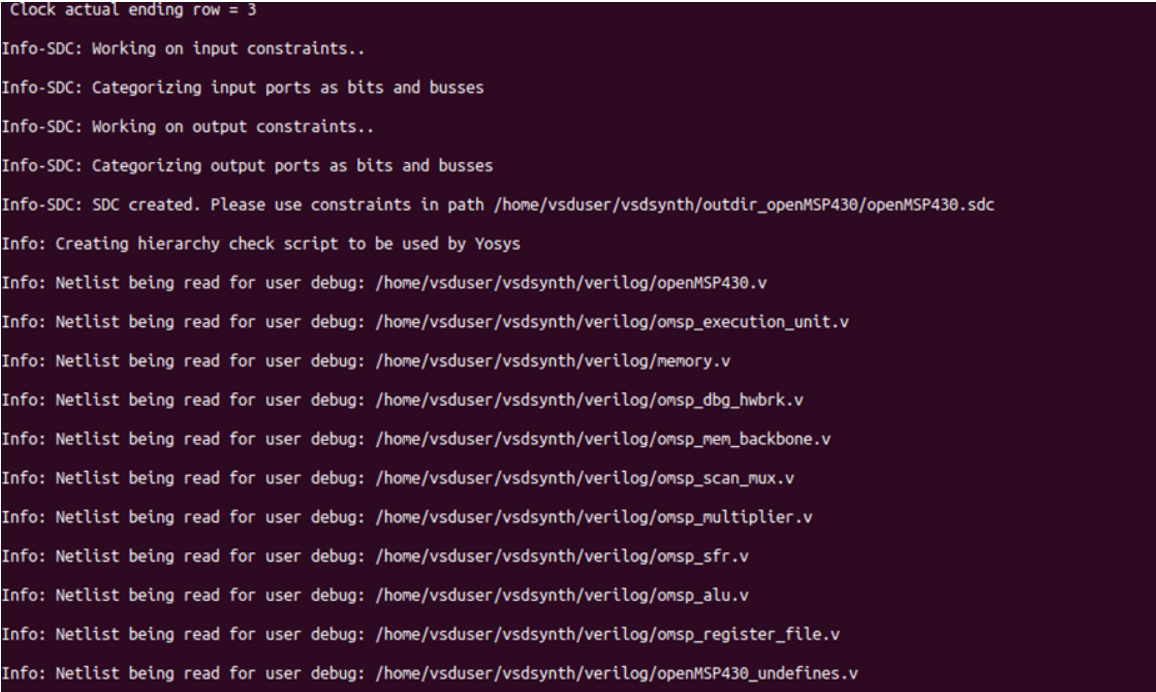 Clock actual ending row = 3
Info-SDC: Working on input constraints..
Info-SDC: Categorizing input ports as bits and busses
Info-SDC: Working on output constraints..
Info-SDC: Categorizing output ports as bits and busses
Info-SDC: SDC created. Please use constraints in path /home/vsduser/vsdsynth/outdir_openMSP430/openMSP430.sdc
Info: Creating hierarchy check script to be used by Yosys
Info: Netlist being read for user debug: /home/vsduser/vsdsynth/verilog/openMSP430.v
Info: Netlist being read for user debug: /home/vsduser/vsdsynth/verilog/omsp_execution_unit.v
Info: Netlist being read for user debug: /home/vsduser/vsdsynth/verilog/memory.v
Info: Netlist being read for user debug: /home/vsduser/vsdsynth/verilog/omsp_dbg_hwbrk.v
Info: Netlist being read for user debug: /home/vsduser/vsdsynth/verilog/omsp_mem_backbone.v
Info: Netlist being read for user debug: /home/vsduser/vsdsynth/verilog/omsp_scan_mux.v
Info: Netlist being read for user debug: /home/vsduser/vsdsynth/verilog/omsp_multiplier.v
Info: Netlist being read for user debug: /home/vsduser/vsdsynth/verilog/omsp_sfr.v
Info: Netlist being read for user debug: /home/vsduser/vsdsynth/verilog/omsp_alu.v
Info: Netlist being read for user debug: /home/vsduser/vsdsynth/verilog/omsp_register_file.v
Info: Netlist being read for user debug: /home/vsduser/vsdsynth/verilog/openMSP430_undefines.v